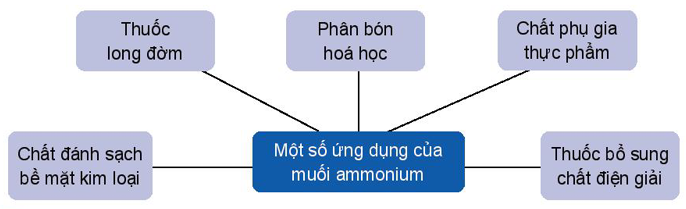 Thuốc
long đờm
Phân bón
hoá học
Chất phụ gia
thực phẩm
Chất đánh sạch
bề mặt kim loại
Một số ứng dụng của
muối ammonium
Thuốc bổ sung
chất điện giải